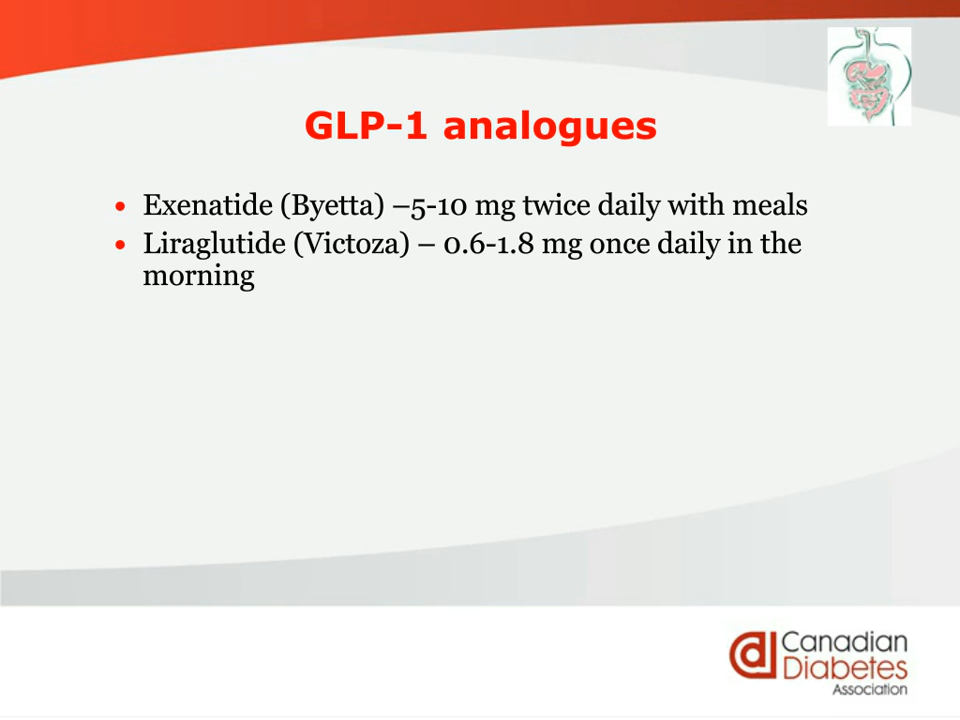 GLP-1 analogues
• Exenatide (Byetta) –5-10 mg twice daily with meals
• Liraglutide (Victoza) – 0.6-1.8 mg once daily in the
morning
Canadian
Diabetes
Association